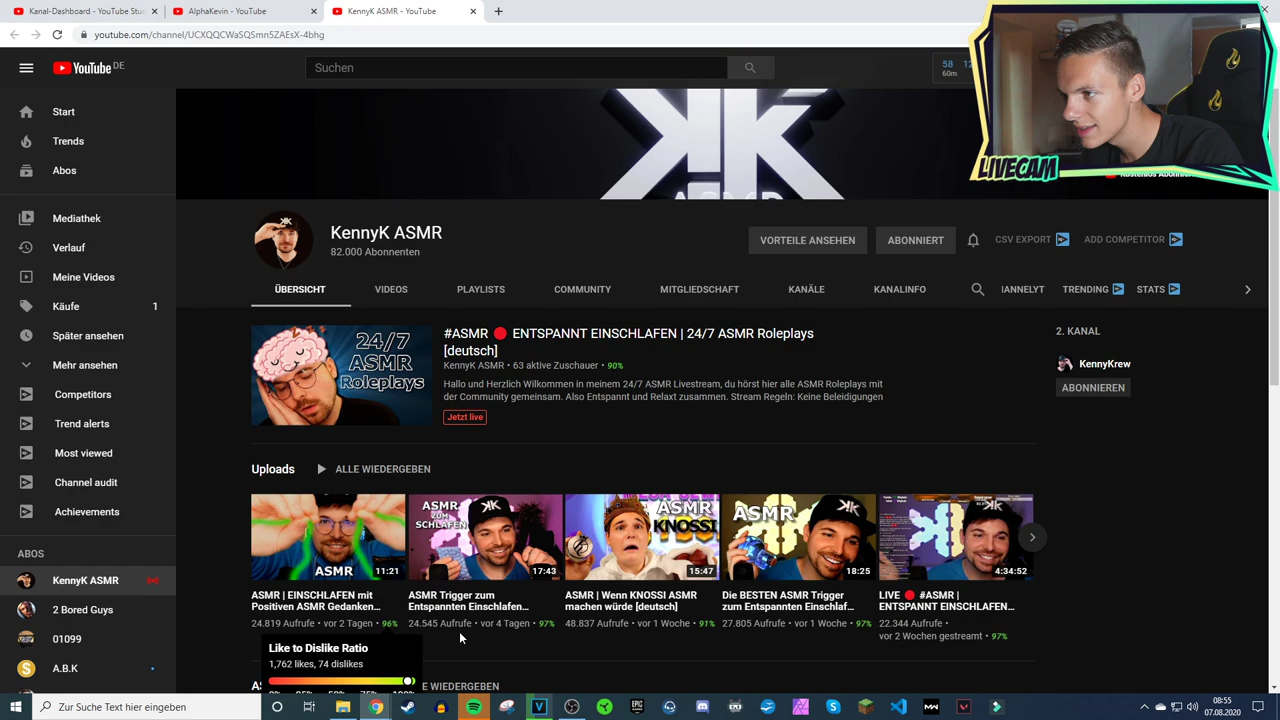 Kanal-Dashboard - YouTube Stu
AlphaKevin - YouTube
KennyK ASMR - YouTube
youtube.com/channel/UCXQQCWaSQSmn5ZAEsX-4bhg
YouTube DE
Suchen
58
60m
LIVECAM
Start
Trends
Abos
Mediathek
Verlauf
Meine Videos
Käufe 1
Später ansehen
Mehr ansehen
Competitors
Trend alerts
Most viewed
Channel audit
Achievements
ABOS
KennyK ASMR
2 Bored Guys
01099
A.B.K
KK
KennyK ASMR
82.000 Abonnenten
VORTEILE ANSEHEN
ABONNIERT
CSV EXPORT
ADD COMPETITOR
ÜBERSICHT
VIDEOS
PLAYLISTS
COMMUNITY
MITGLIEDSCHAFT
KANÄLE
KANALINFO
IANNELYT
TRENDING
STATS
24/7
ASMR
Roleplays
#ASMR 🔴 ENTSPANNT EINSCHLAFEN | 24/7 ASMR Roleplays
[deutsch]
KennyK ASMR • 63 aktive Zuschauer • 90%
Hallo und Herzlich Wilkommen in meinem 24/7 ASMR Livestream, du hörst hier alle ASMR Roleplays mit
der Community gemeinsam. Also Entspannt und Relaxt zusammen. Stream Regeln: Keine Beleidigungen
Jetzt live
2. KANAL
KennyKrew
ABONNIEREN
Uploads
ALLE WIEDERGEBEN
ASMR
11:21
ASMR | EINSCHLAFEN mit
Positiven ASMR Gedanken...
24.819 Aufrufe • vor 2 Tagen • 96%
ASMR
ZUM
SCHLAFEN
17:43
ASMR Trigger zum
Entspannten Einschlafen...
24.545 Aufrufe • vor 4 Tagen • 97%
ASMR
KNOSSI
15:47
ASMR | Wenn KNOSSI ASMR
machen würde [deutsch]
48.837 Aufrufe • vor 1 Woche • 91%
ASMR
18:25
Die BESTEN ASMR Trigger
zum Entspannten Einschlaf...
27.805 Aufrufe • vor 1 Woche • 97%
4:34:52
LIVE 🔴 #ASMR |
ENTSPANNT EINSCHLAFEN...
22.344 Aufrufe •
vor 2 Wochen gestreamt • 97%
Like to Dislike Ratio
1,762 likes, 74 dislikes
E WIEDERGEBEN
Zur Suche Text hier eingeben
08:55
07.08.2020